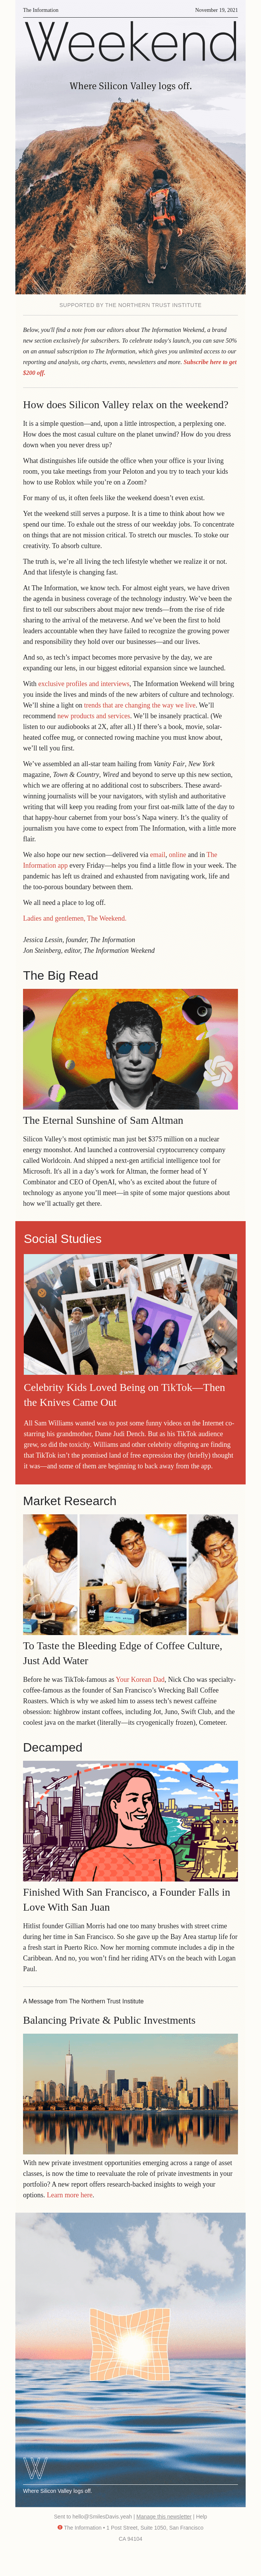 The Information
November 19, 2021
Weekend
Where Silicon Valley logs off.
SUPPORTED BY THE NORTHERN TRUST INSTITUTE
Below, you'll find a note from our editors about The Information Weekend, a brand
new section exclusively for subscribers. To celebrate today's launch, you can save 50%
on an annual subscription to The Information, which gives you unlimited access to our
reporting and analysis, org charts, events, newsletters and more. Subscribe here to get
$200 off.
How does Silicon Valley relax on the weekend?
It is a simple question—and, upon a little introspection, a perplexing one.
How does the most casual culture on the planet unwind? How do you dress
down when you never dress up?
What distinguishes life outside the office when your office is your living
room, you take meetings from your Peloton and you try to teach your kids
how to use Roblox while you're on a Zoom?
For many of us, it often feels like the weekend doesn't even exist.
Yet the weekend still serves a purpose. It is a time to think about how we
spend our time. To exhale out the stress of our weekday jobs. To concentrate
on things that are not mission critical. To stretch our muscles. To stoke our
creativity. To absorb culture.
The truth is, we're all living the tech lifestyle whether we realize it or not.
And that lifestyle is changing fast.
At The Information, we know tech. For almost eight years, we have driven
the agenda in business coverage of the technology industry. We've been the
first to tell our subscribers about major new trends—from the rise of ride
sharing to the arrival of the metaverse. And we've been the first to hold
leaders accountable when they have failed to recognize the growing power
and responsibility they hold over our businesses—and our lives.
And so, as tech's impact becomes more pervasive by the day, we are
expanding our lens, in our biggest editorial expansion since we launched.
With exclusive profiles and interviews, The Information Weekend will bring
you inside the lives and minds of the new tastemakers of culture and technology.
We'll shine a light on trends that are changing the way we live. We'll
recommend new products and services. We'll be insanely practical. (We
listen to our audiobooks at 2X, after all.) If there's a book, movie, solar-
heated coffee mug, or connected rowing machine you must know about,
we'll tell you first.
We've assembled an all-star team hailing from Vanity Fair, New York
magazine, Town & Country, Wired and beyond to serve up this new section,
which we are offering at no additional cost to subscribers. These award-
winning journalists will be your navigators, with stylish and authoritative
writing that will keep you reading from your first oat-milk latte of the day to
that happy-hour cabernet from your boss's Napa winery. It's the quality of
journalism you have come to expect from The Information, with a little more
flair.
We also hope our new section—delivered via email, online and in The
Information app every Friday—helps you find a little flow in your week. The
pandemic has left us drained and exhausted from navigating work, life and
the too-porous boundary between them.
We all need a place to log off.
Ladies and gentlemen, The Weekend.
Jessica Lessin, founder, The Information
Jon Steinberg, editor, The Information Weekend
The Big Read
The Eternal Sunshine of Sam Altman
Silicon Valley's most optimistic man just bet $375 million on a nuclear
energy moonshot. And launched a controversial cryptocurrency company
called Worldcoin. And shipped a next-gen artificial intelligence tool for
Microsoft. It's all in a day's work for Altman, the former head of Y
Combinator and CEO of OpenAI, who's as excited about the future of
technology as anyone you'll meet—in spite of some major questions about
how we'll actually get there.
Social Studies
Celebrity Kids Loved Being on TikTok—Then
the Knives Came Out
All Sam Williams wanted was to post some funny videos on the Internet co-
starring his grandmother, Dame Judi Dench. But as his TikTok audience
grew, so did the toxicity. Williams and other celebrity offspring are finding
that TikTok isn't the promised land of free expression they (briefly) thought
it was—and some of them are beginning to back away from the app.
Market Research
To Taste the Bleeding Edge of Coffee Culture,
Just Add Water
Before he was TikTok-famous as Your Korean Dad, Nick Cho was specialty-
coffee-famous as the founder of San Francisco's Wrecking Ball Coffee
Roasters. Which is why we asked him to assess tech's newest caffeine
obsession: highbrow instant coffees, including Jot, Juno, Swift Club, and the
coolest java on the market (literally—its cryogenically frozen), Cometeer.
Decamped
Finished With San Francisco, a Founder Falls in
Love With San Juan
Hitlist founder Gillian Morris had one too many brushes with street crime
during her time in San Francisco. So she gave up the Bay Area startup life for
a fresh start in Puerto Rico. Now her morning commute includes a dip in the
Caribbean. And no, you won't find her riding ATVs on the beach with Logan
Paul.
A Message from The Northern Trust Institute
Balancing Private & Public Investments
With new private investment opportunities emerging across a range of asset
classes, is now the time to reevaluate the role of private investments in your
portfolio? A new report offers research-backed insights to weigh your
options. Learn more here.
W
Where Silicon Valley logs off.
Sent to hello@SmilesDavis.yeah | Manage this newsletter | Help
The Information • 1 Post Street, Suite 1050, San Francisco
CA 94104